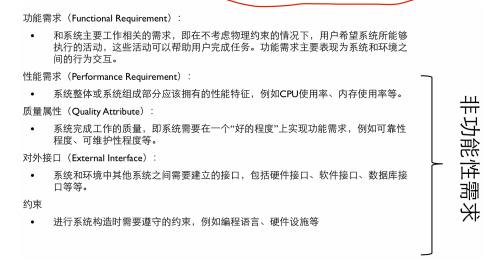 功能需求（Functional Requirement）：
• 和系统主要工作相关的需求，即在不考虑物理约束的情况下，用户希望系统所能够
执行的活动，这些活动可以帮助用户完成任务。功能需求主要表现为系统和环境之
间的行为交互。
性能需求（Performance Requirement）：
• 系统整体或系统组成部分应该拥有的性能特征，例如CPU使用率、内存使用率等。
质量属性（Quality Attribute）：
• 系统完成工作的质量，即系统需要在一个“好的程度”上实现功能需求，例如可靠性
程度、可维护性程度等。
对外接口（External Interface）：
• 系统和环境中其他系统之间需要建立的接口，包括硬件接口、软件接口、数据库接
口等等。
约束
• 进行系统构造时需要遵守的约束，例如编程语言、硬件设施等
非功能性需求